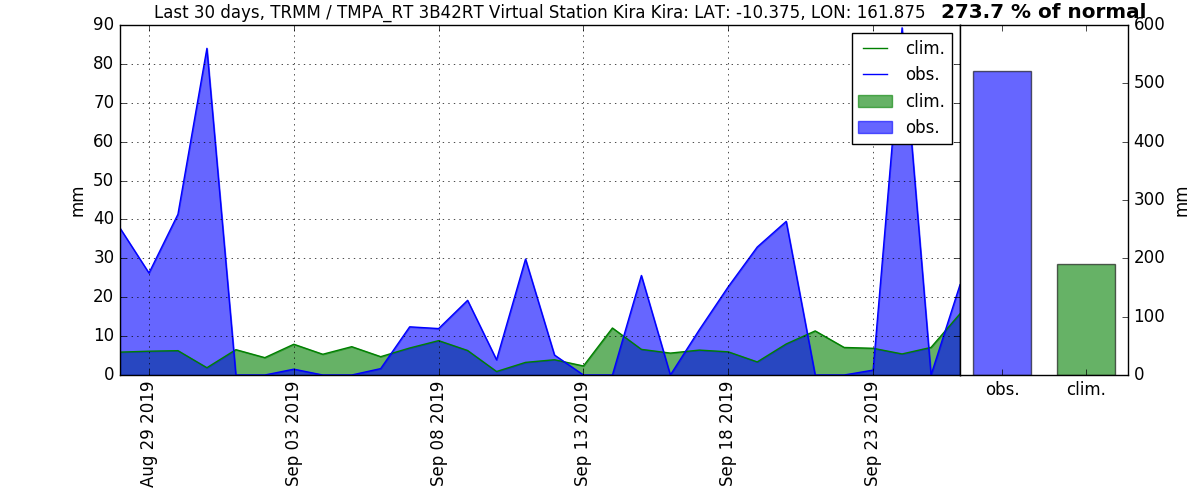 Last 30 days, TRMM / TMPA_RT 3B42RT Virtual Station Kira Kira: LAT: -10.375, LON: 161.875 273.7 % of normal
90
80
70
60
50
40
30
20
10
0
mm
clim.
obs.
clim.
obs.
600
500
400
300
200
100
0
mm
Aug 29 2019
Sep 03 2019
Sep 08 2019
Sep 13 2019
Sep 18 2019
Sep 23 2019
obs. clim.